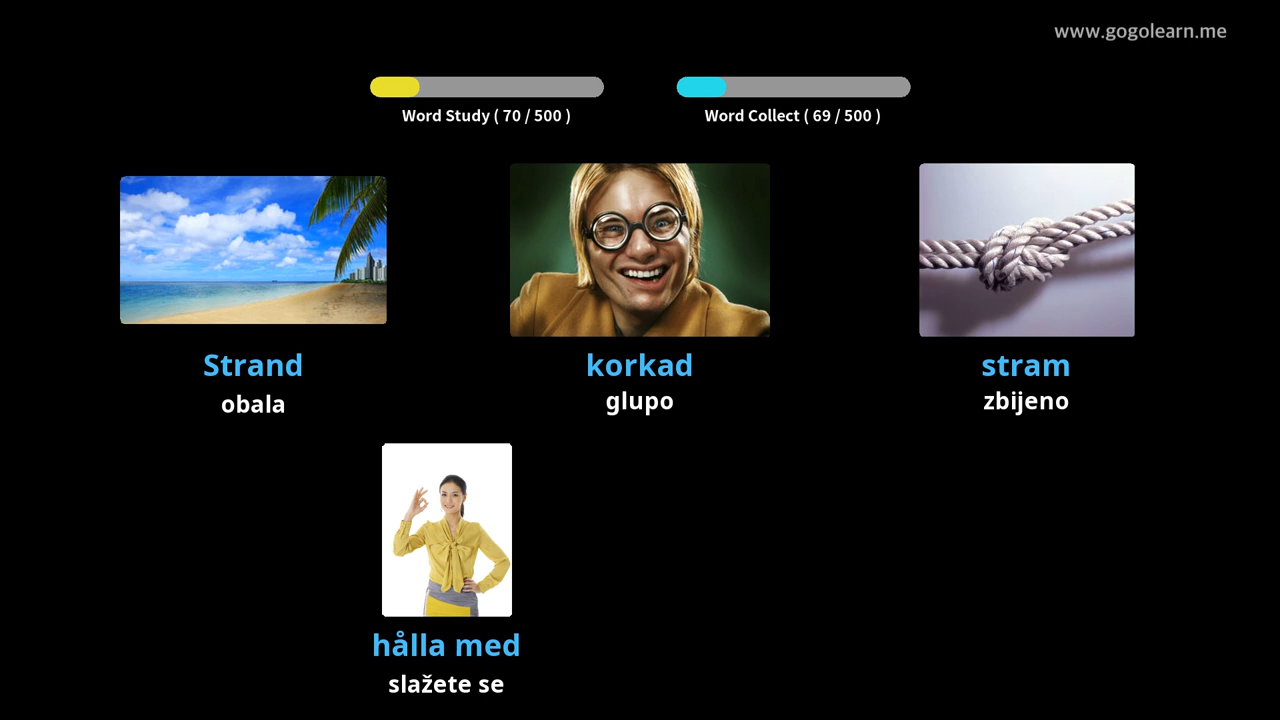 www.gogolearn.me
Word Study ( 70 / 500 )
Word Collect ( 69 / 500 )
Strand
obala
korkad
glupo
stram
zbijeno
hålla med
slažete se